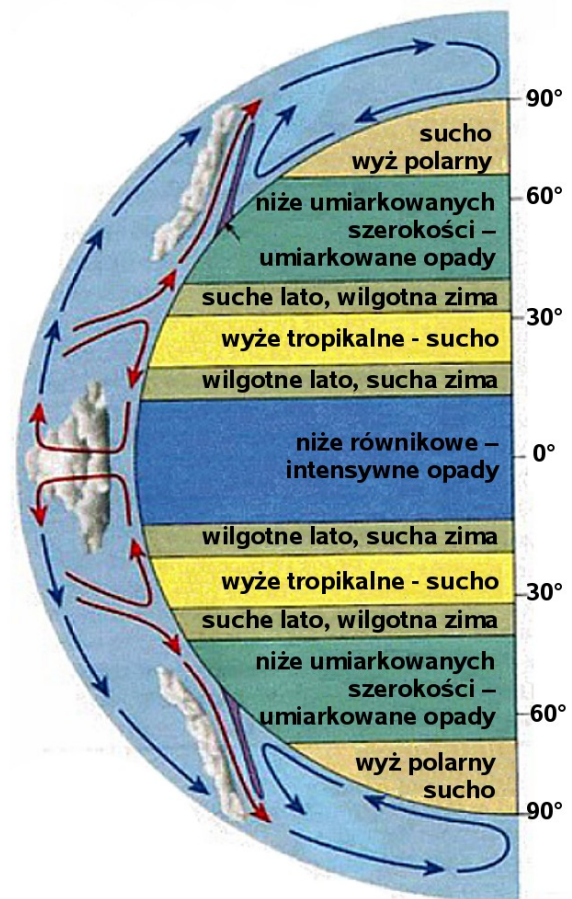 90°
sucho
wyż polarny
60°
niże umiarkowanych
szerokości –
umiarkowane opady
suche lato, wilgotna zima
30°
wyże tropikalne - sucho
wilgotne lato, sucha zima
niże równikowe –
intensywne opady
0°
wilgotne lato, sucha zima
wyże tropikalne - sucho
30°
suche lato, wilgotna zima
niże umiarkowanych
szerokości –
umiarkowane opady
60°
wyż polarny
sucho
90°